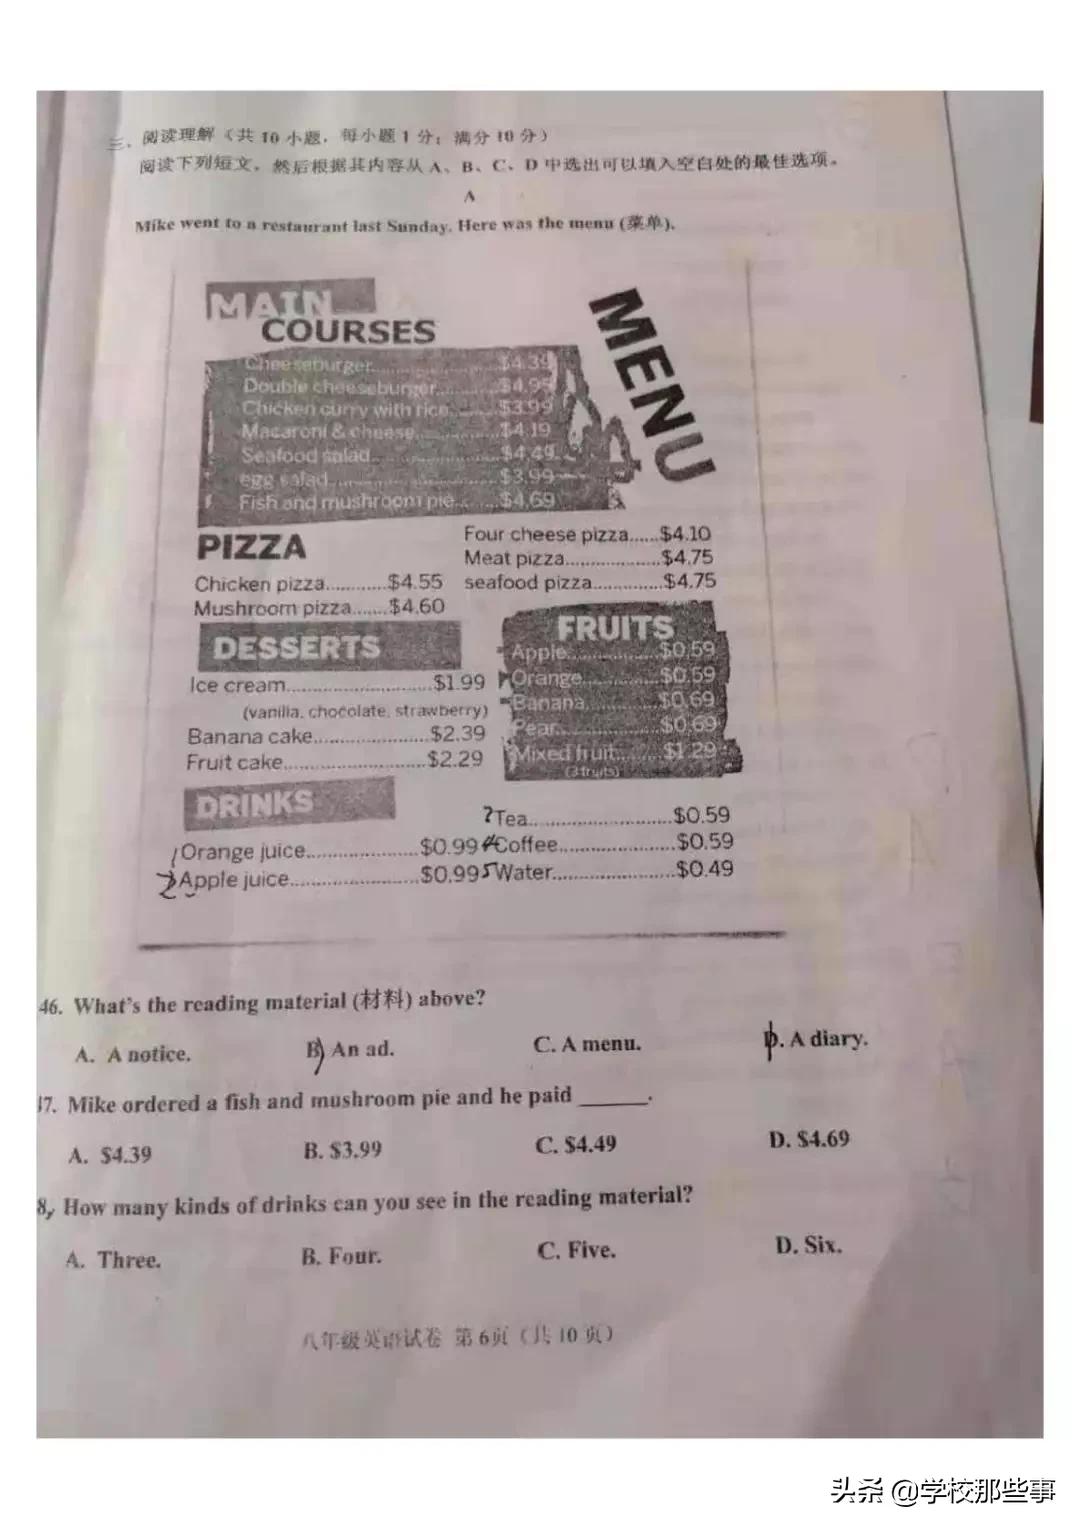 三、阅读理解（共 10 小题，每小题 1 分；满分 10 分）
阅读下列短文，然后根据其内容从 A、B、C、D 中选出可以填入空白处的最佳选项。
A
Mike went to a restaurant last Sunday. Here was the menu (菜单).
MENU
MAIN
COURSES
Cheeseburger..................$4.39
Double cheeseburger..........$4.95
Chicken curry with rice........$3.99
Macaroni & cheese..............$4.19
Seafood salad.....................$4.49
egg salad...........................$3.99
Fish and mushroom pie........$4.69
PIZZA
Chicken pizza...........$4.55
Mushroom pizza.......$4.60
Four cheese pizza......$4.10
Meat pizza...................$4.75
seafood pizza..............$4.75
DESSERTS
Ice cream..........................$1.99
(vanilla, chocolate, strawberry)
Banana cake.....................$2.39
Fruit cake..........................$2.29
FRUITS
Apple..................$0.59
Orange................$0.59
Banana...............$0.69
Pear....................$0.69
Mixed fruit..........$1.29
(3 fruits)
DRINKS
1 Orange juice....................$0.99
2 Apple juice.......................$0.99
? Tea..........................$0.59
4 Coffee.....................$0.59
5 Water......................$0.49
46. What's the reading material (材料) above?
A. A notice.
B. An ad.
C. A menu.
D. A diary.
47. Mike ordered a fish and mushroom pie and he paid ______.
A. $4.39
B. $3.99
C. $4.49
D. $4.69
8. How many kinds of drinks can you see in the reading material?
A. Three.
B. Four.
C. Five.
D. Six.
八年级英语试卷 第 6 页（共 10 页）
头条 @学校那些事